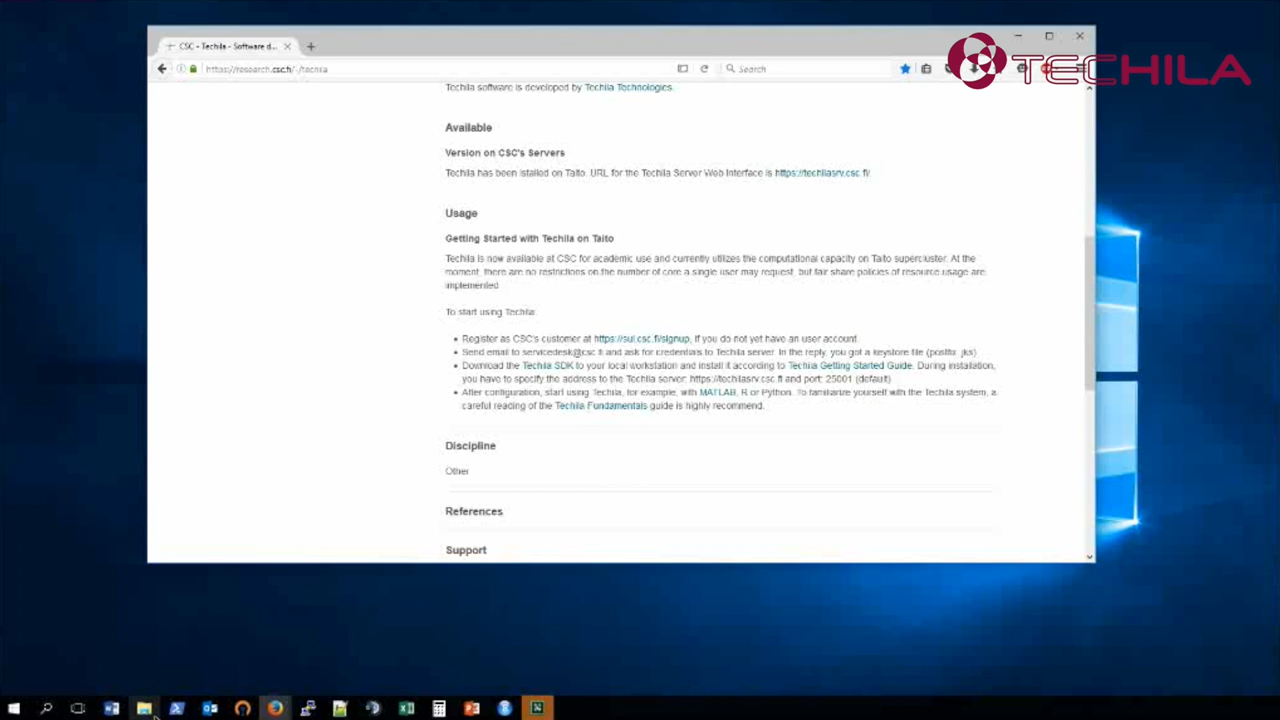 CSC - Techila - Software d...
https://research.csc.fi/-/techila
Search
TECHILA
Techila software is developed by Techila Technologies.
Available
Version on CSC's Servers
Techila has been istalled on Taito. URL for the Techila Server Web Interface is https://techilasrv.csc.fi/
Usage
Getting Started with Techila on Taito
Techila is now available at CSC for academic use and currently utilizes the computational capacity on Taito supercluster. At the
moment, there are no restrictions on the number of core a single user may request, but fair share policies of resource usage are
implemented
To start using Techila:
Register as CSC's customer at https://sui.csc.fi/signup, if you do not yet have an user account.
Send email to servicedesk@csc.fi and ask for credentials to Techila server. In the reply, you got a keystore file (postfix .jks)
Download the Techila SDK to your local workstation and install it according to Techila Getting Started Guide. During installation,
you have to specify the address to the Techila server: https://techilasrv.csc.fi and port: 25001 (default)
After configuration, start using Techila, for example, with MATLAB, R or Python. To familiarize yourself with the Techila system, a
careful reading of the Techila Fundamentals guide is highly recommend.
Discipline
Other
References
Support